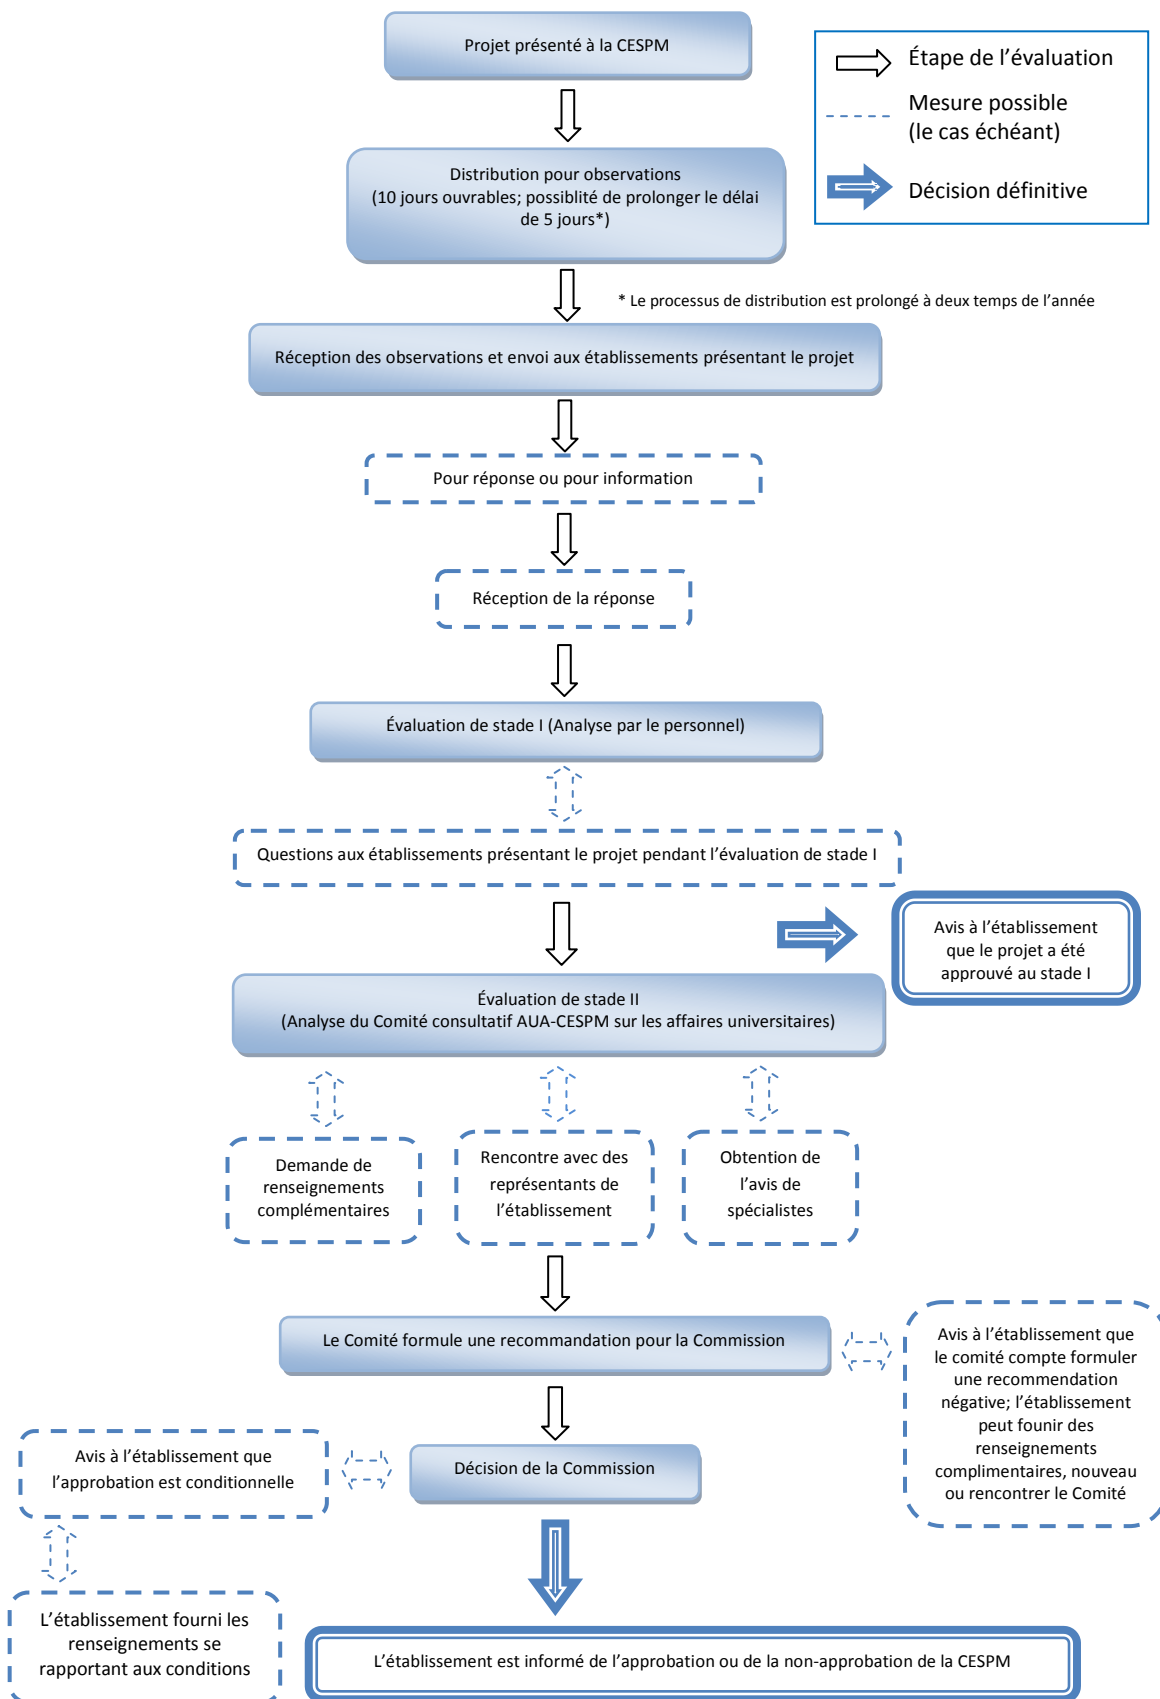 Projet présenté à la CESPM
Étape de l'évaluation
Mesure possible
(le cas échéant)
Décision définitive
Distribution pour observations
(10 jours ouvrables; possiblité de prolonger le délai
de 5 jours*)
* Le processus de distribution est prolongé à deux temps de l'année
Réception des observations et envoi aux établissements présentant le projet
Pour réponse ou pour information
Réception de la réponse
Évaluation de stade I (Analyse par le personnel)
Questions aux établissements présentant le projet pendant l'évaluation de stade I
Avis à l'établissement
que le projet a été
approuvé au stade I
Évaluation de stade II
(Analyse du Comité consultatif AUA-CESPM sur les affaires universitaires)
Demande de
renseignements
complémentaires
Rencontre avec des
représentants de
l'établissement
Obtention de
l'avis de
spécialistes
Le Comité formule une recommandation pour la Commission
Avis à l'établissement que
le comité compte formuler
une recommendation
négative; l'établissement
peut founir des
renseignements
complimentaires, nouveau
ou rencontrer le Comité
Avis à l'établissement que
l'approbation est conditionnelle
Décision de la Commission
L'établissement fourni les
renseignements se
rapportant aux conditions
L'établissement est informé de l'approbation ou de la non-approbation de la CESPM